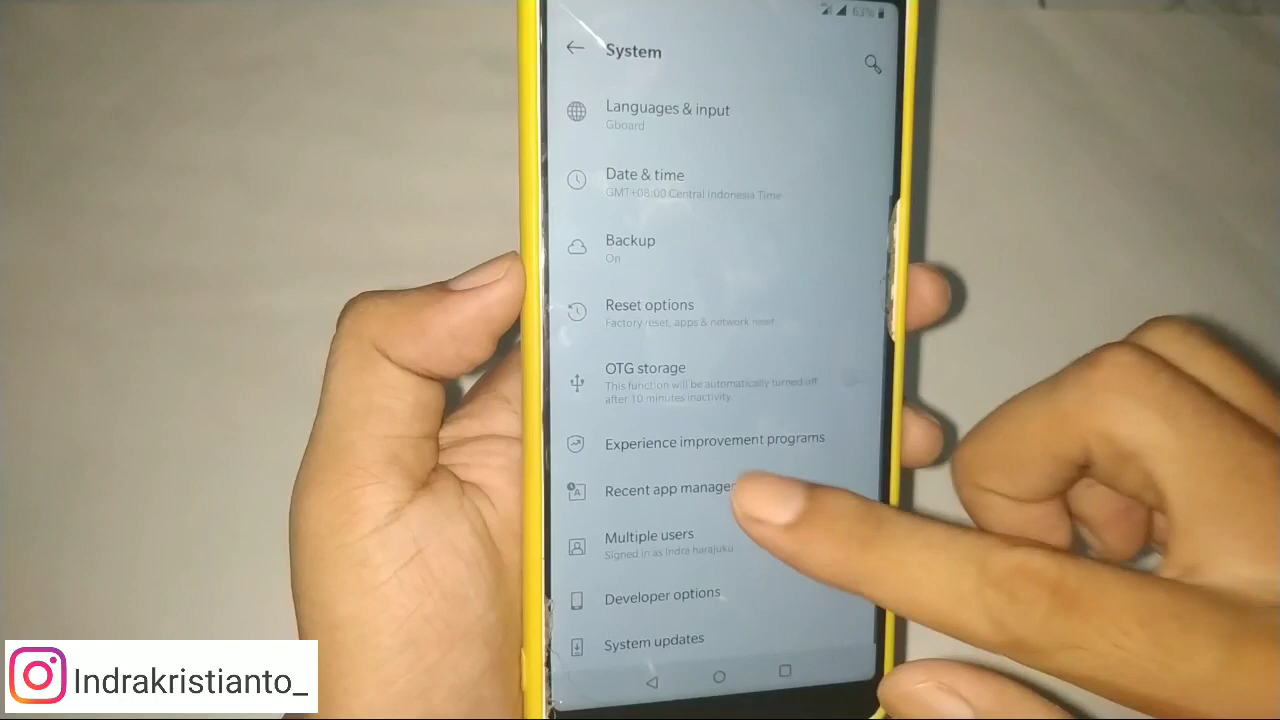 63%
System
Languages & input
Gboard
Date & time
GMT+08:00 Central Indonesia Time
Backup
On
Reset options
Factory reset, apps & network reset
OTG storage
This function will be automatically turned off
after 10 minutes inactivity.
Experience improvement programs
Recent app manage
Multiple users
Signed in as Indra harajuku
Developer options
System updates
Indrakristianto_